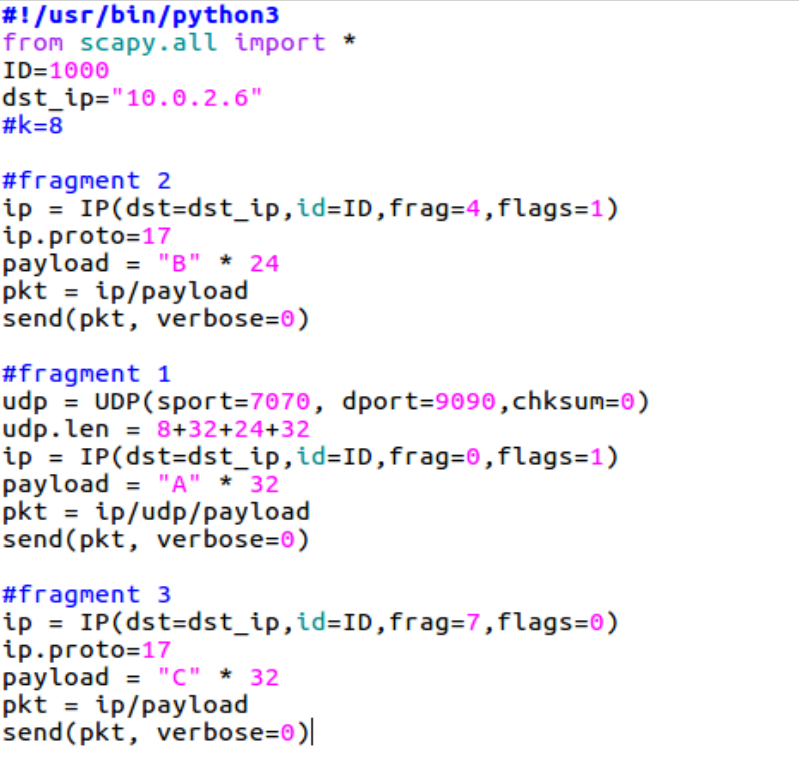 #!/usr/bin/python3
from scapy.all import *
ID=1000
dst_ip="10.0.2.6"
#k=8
#fragment 2
ip = IP(dst=dst_ip,id=ID,frag=4,flags=1)
ip.proto=17
payload = "B" * 24
pkt = ip/payload
send(pkt, verbose=0)
#fragment 1
udp = UDP(sport=7070, dport=9090,chksum=0)
udp.len = 8+32+24+32
ip = IP(dst=dst_ip,id=ID,frag=0,flags=1)
payload = "A" * 32
pkt = ip/udp/payload
send(pkt, verbose=0)
#fragment 3
ip = IP(dst=dst_ip,id=ID,frag=7,flags=0)
ip.proto=17
payload = "C" * 32
pkt = ip/payload
send(pkt, verbose=0)